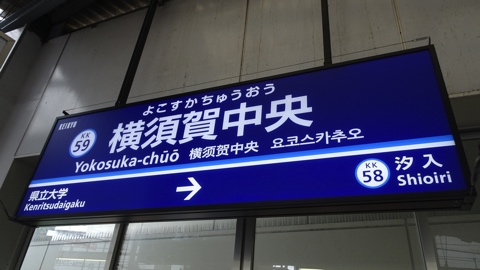 KEIKYU
よこすかちゅうおう
KK
59
横須賀中央
Yokosuka-chūō 横须贺中央 요코스카추오
県立大学
Kenritsudaigaku
→
KK
58
汐入
Shioiri